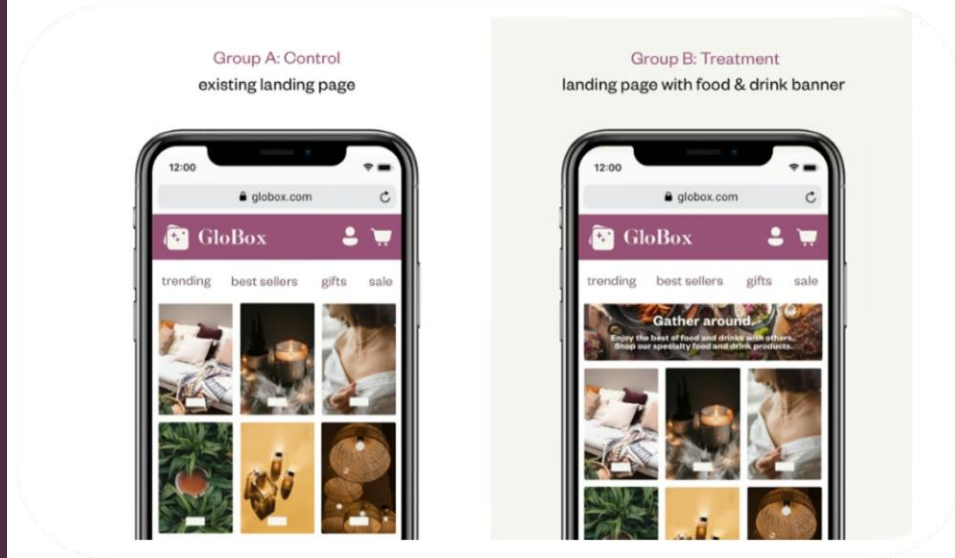 Group A: Control
existing landing page
12:00
globox.com
GloBox
trending best sellers gifts sale
Group B: Treatment
landing page with food & drink banner
12:00
globox.com
GloBox
trending best sellers gifts sale
Gather around.
Enjoy the best of food and drinks with others.
Shop our specialty food and drink products.